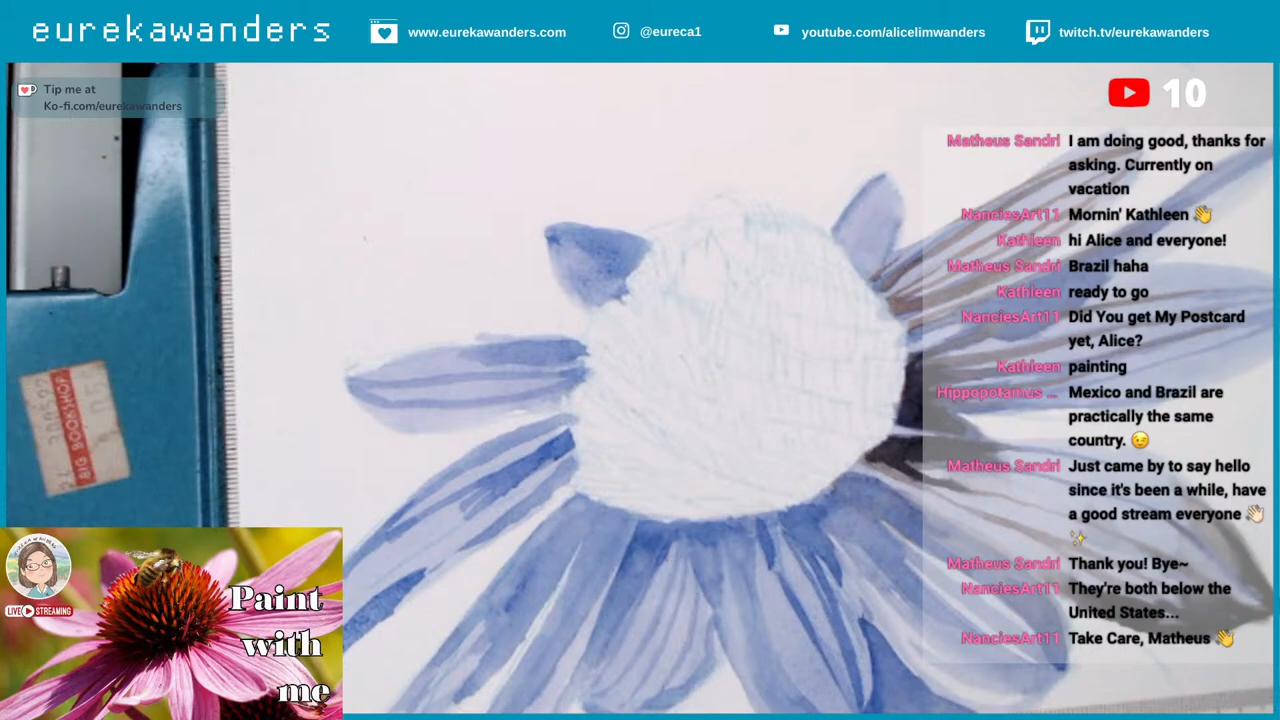 eurekawanders
www.eurekawanders.com
@eureca1
youtube.com/alicelimwanders
twitch.tv/eurekawanders
Tip me at
Ko-fi.com/eurekawanders
10
Matheus Sandri I am doing good, thanks for
asking. Currently on
vacation
NanciesArt11 Mornin' Kathleen 👋
Kathleen hi Alice and everyone!
Matheus Sandri Brazil haha
Kathleen ready to go
NanciesArt11 Did You get My Postcard
yet, Alice?
Kathleen painting
Hippopotamus ... Mexico and Brazil are
practically the same
country. 😉
Matheus Sandri Just came by to say hello
since it's been a while, have
a good stream everyone 👋🏻
✨
Matheus Sandri Thank you! Bye~
NanciesArt11 They're both below the
United States...
NanciesArt11 Take Care, Matheus 👋
BIG BOOKSHOP
LIVE STREAMING
Paint
with
me